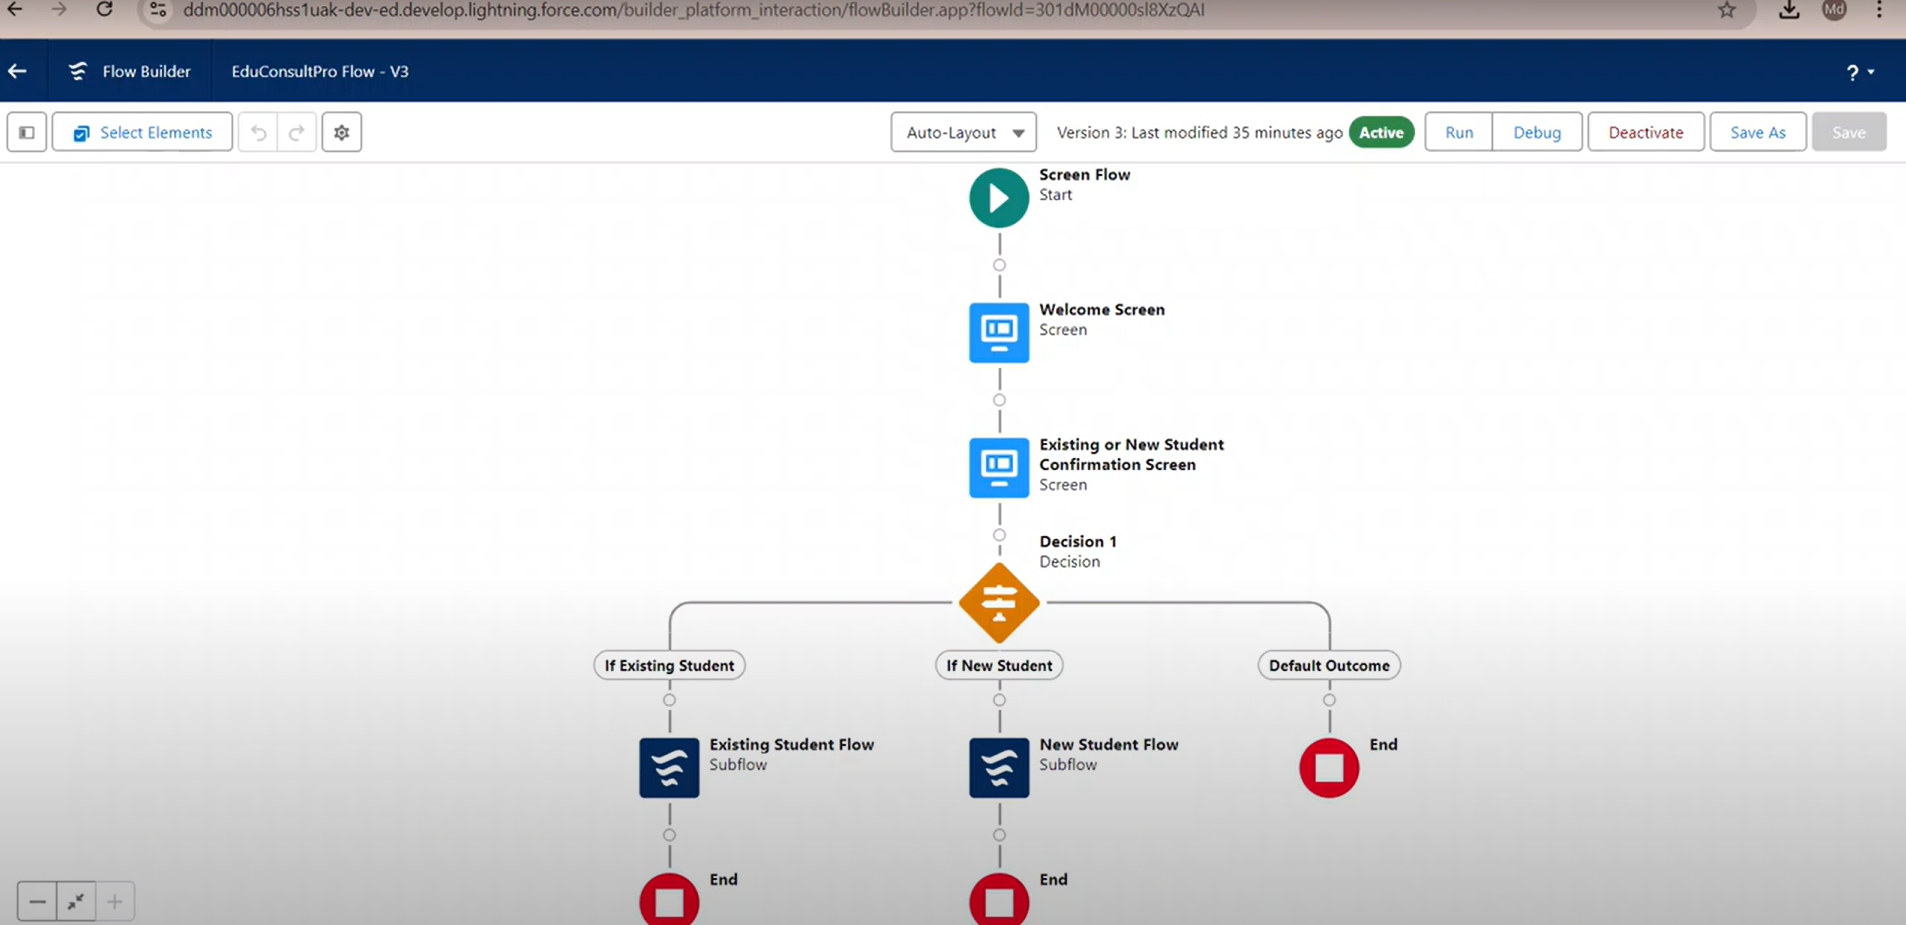 ddm000006hss1uak-dev-ed.develop.lightning.force.com/builder_platform_interaction/flowBuilder.app?flowId=301dM00000sI8XzQAI
Md
Flow Builder
EduConsultPro Flow - V3
?
Select Elements
Auto-Layout
Version 3: Last modified 35 minutes ago
Active
Run
Debug
Deactivate
Save As
Save
Screen Flow
Start
Welcome Screen
Screen
Existing or New Student
Confirmation Screen
Screen
Decision 1
Decision
If Existing Student
If New Student
Default Outcome
Existing Student Flow
Subflow
New Student Flow
Subflow
End
End
End